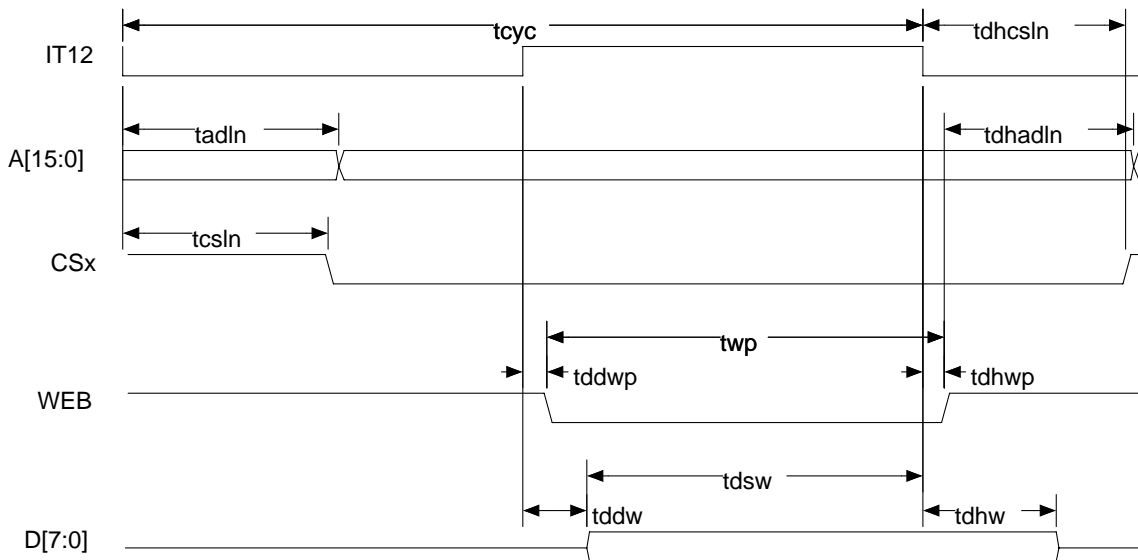 tcyc
tdhcsln
IT12
tadln
tdhadln
A[15:0]
tcsln
CSx
twp
tddwp
tdhwp
WEB
tdsw
tddw
tdhw
D[7:0]